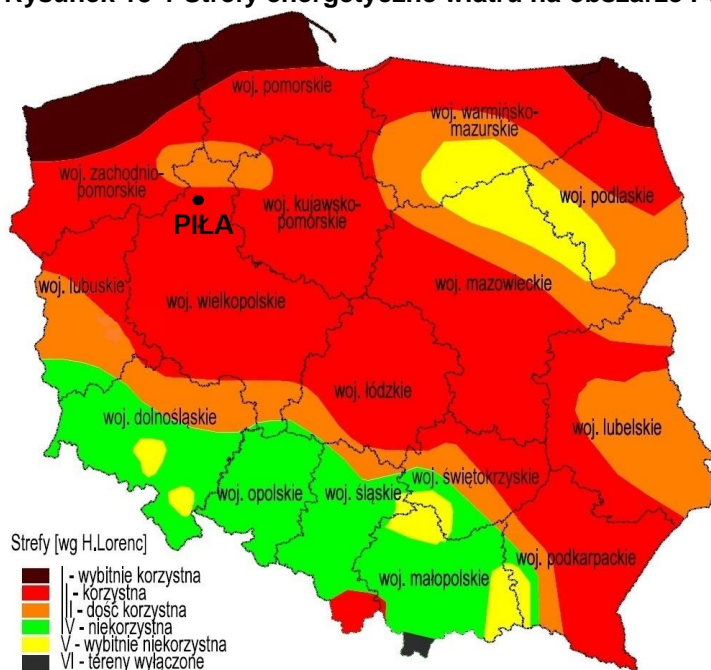 woj. pomorskie
woj. warmińsko-
mazurskie
woj. zachodnio-
pomorskie
woj. podlaskie
PIŁA
woj. kujawsko-
pomorskie
woj. lubuskie
woj. wielkopolskie
woj. mazowieckie
woj. łódzkie
woj. dolnośląskie
woj. lubelskie
woj. opolskie
woj. śląskie
woj. świętokrzyskie
woj. podkarpackie
woj. małopolskie
Strefy [wg H.Lorenc]
I - wybitnie korzystna
II - korzystna
III - dość korzystna
IV - niekorzystna
V - wybitnie niekorzystna
VI - tereny wyłączone